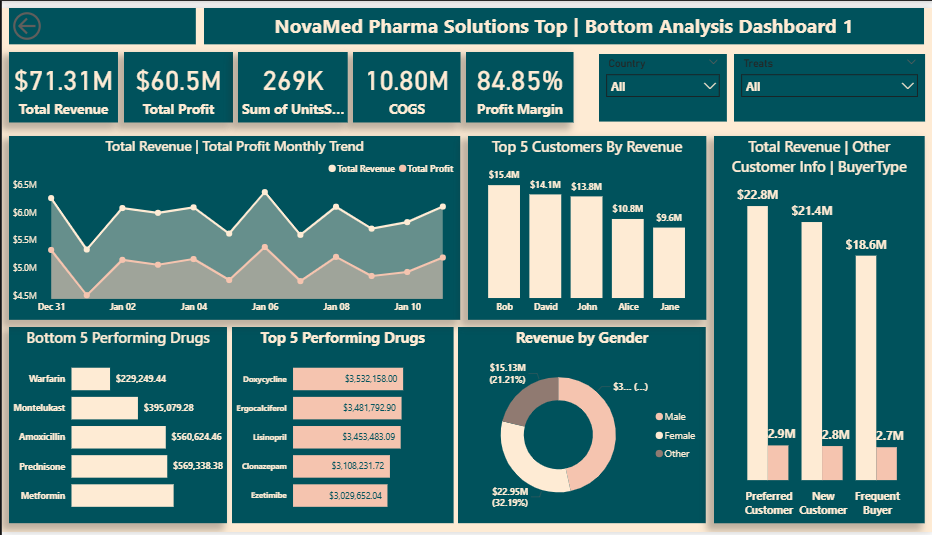 NovaMed Pharma Solutions Top | Bottom Analysis Dashboard 1
$71.31M
Total Revenue
$60.5M
Total Profit
269K
Sum of UnitsS...
10.80M
COGS
84.85%
Profit Margin
Country
All
Treats
All
Total Revenue | Total Profit Monthly Trend
Total Revenue
Total Profit
$6.5M
$6.0M
$5.5M
$5.0M
$4.5M
Dec 31
Jan 02
Jan 04
Jan 06
Jan 08
Jan 10
Top 5 Customers By Revenue
$15.4M
$14.1M
$13.8M
$10.8M
$9.6M
Bob
David
John
Alice
Jane
Total Revenue | Other
Customer Info | BuyerType
$22.8M
$21.4M
$18.6M
2.9M
2.8M
2.7M
Preferred
Customer
New
Customer
Frequent
Buyer
Bottom 5 Performing Drugs
Warfarin
$229,249.44
Montelukast
$395,079.28
Amoxicillin
$560,624.46
Prednisone
$569,338.38
Metformin
Top 5 Performing Drugs
Doxycycline
$3,532,158.00
Ergocalciferol
$3,481,792.90
Lisinopril
$3,453,483.09
Clonazepam
$3,108,231.72
Ezetimibe
$3,029,652.04
Revenue by Gender
$15.13M
(21.21%)
$3... (...)
$22.95M
(32.19%)
Male
Female
Other